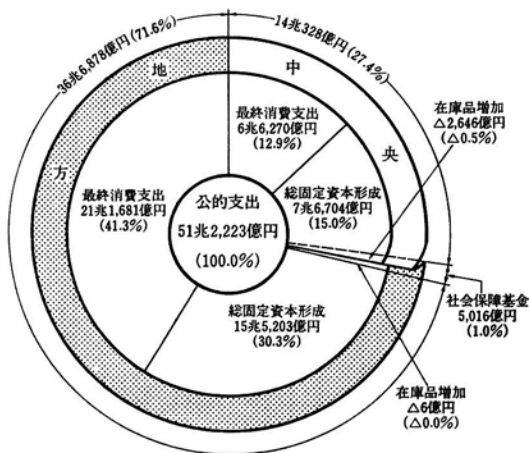 36兆6,878億円(71.6%)
14兆328億円(27.4%)
地
方
中
央
最終消費支出
6兆6,270億円
(12.9%)
在庫品増加
△2,646億円
(△0.5%)
最終消費支出
21兆1,681億円
(41.3%)
公的支出
51兆2,223億円
(100.0%)
総固定資本形成
7兆6,704億円
(15.0%)
総固定資本形成
15兆5,203億円
(30.3%)
社会保障基金
5,016億円
(1.0%)
在庫品増加
△6億円
(△0.0%)